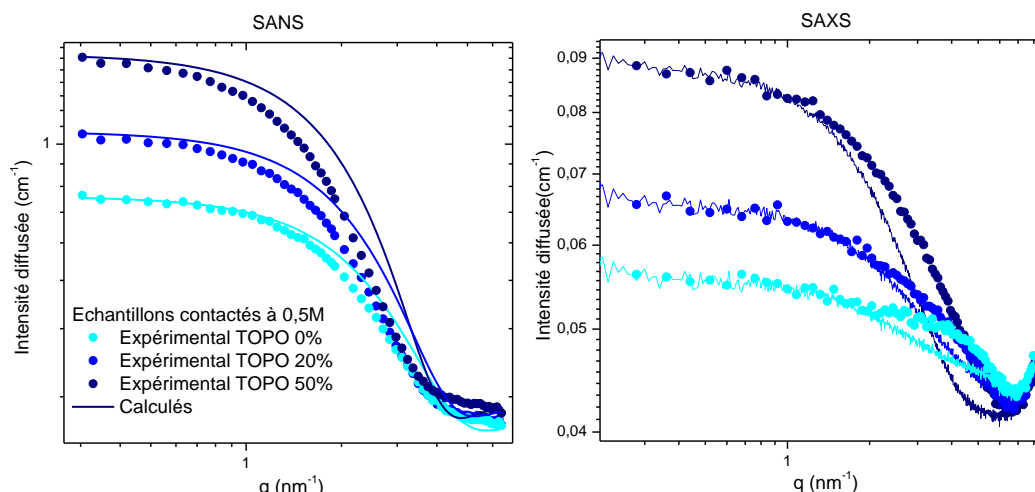 SANS
Intensité diffusée (cm-1)
1
Echantillons contactés à 0,5M
Expérimental TOPO 0%
Expérimental TOPO 20%
Expérimental TOPO 50%
Calculés
1
q (nm-1)
SAXS
Intensité diffusée(cm-1)
0,09
0,08
0,07
0,06
0,05
0,04
1
q (nm-1)